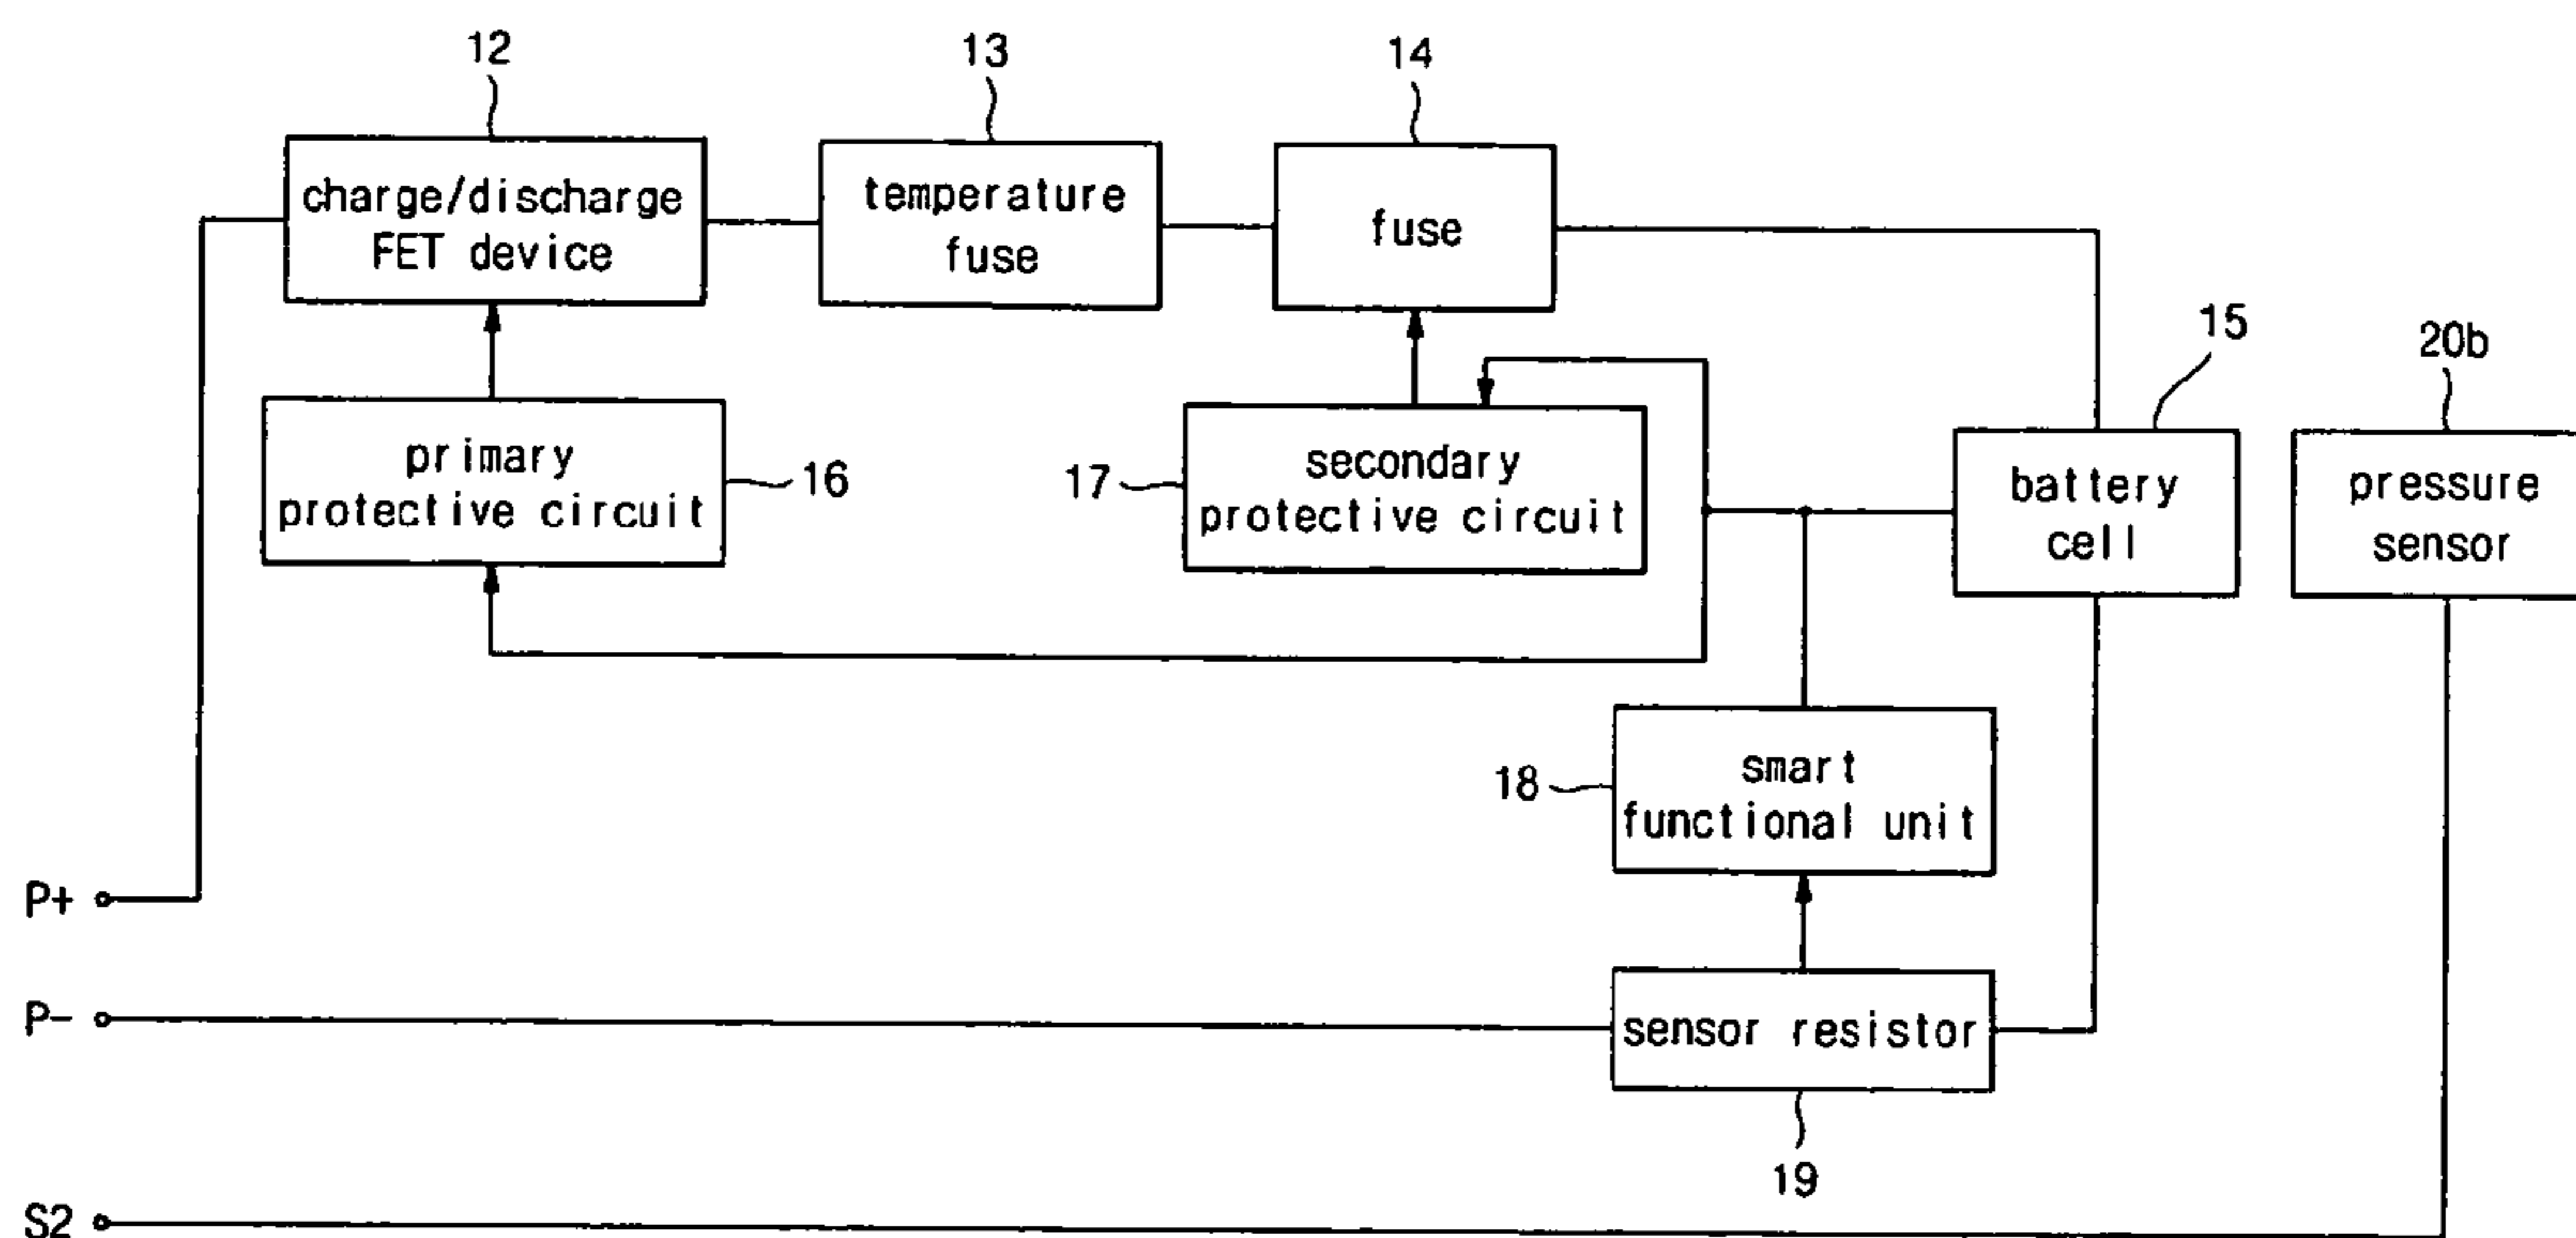 12
13
14
charge/discharge
FET device
temperature
fuse
fuse
15
20b
primary
protective circuit
16
17
secondary
protective circuit
battery
cell
pressure
sensor
18
smart
functional unit
P+
P-
sensor resistor
19
S2